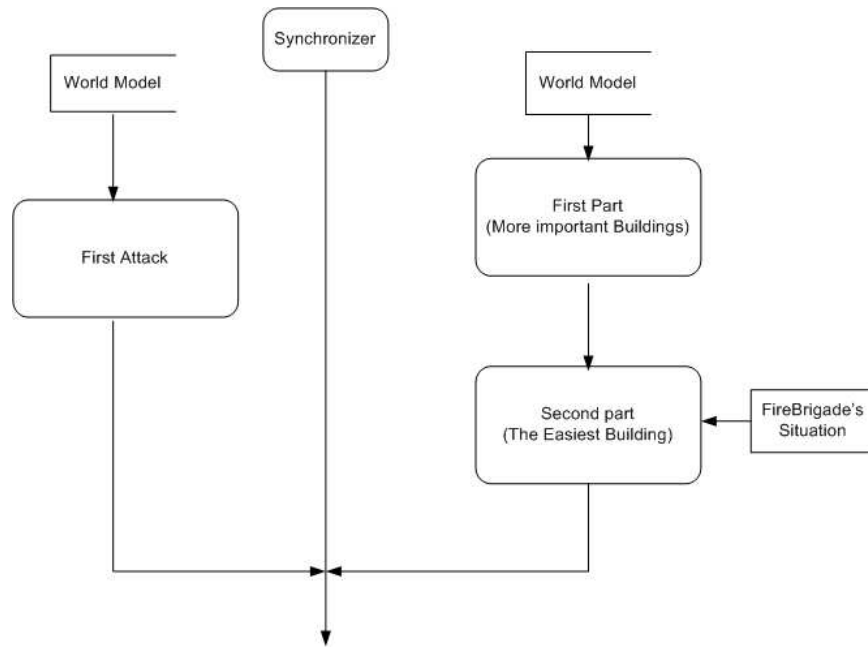 Synchronizer
World Model
World Model
First Attack
First Part
(More important Buildings)
Second part
(The Easiest Building)
FireBrigade's
Situation